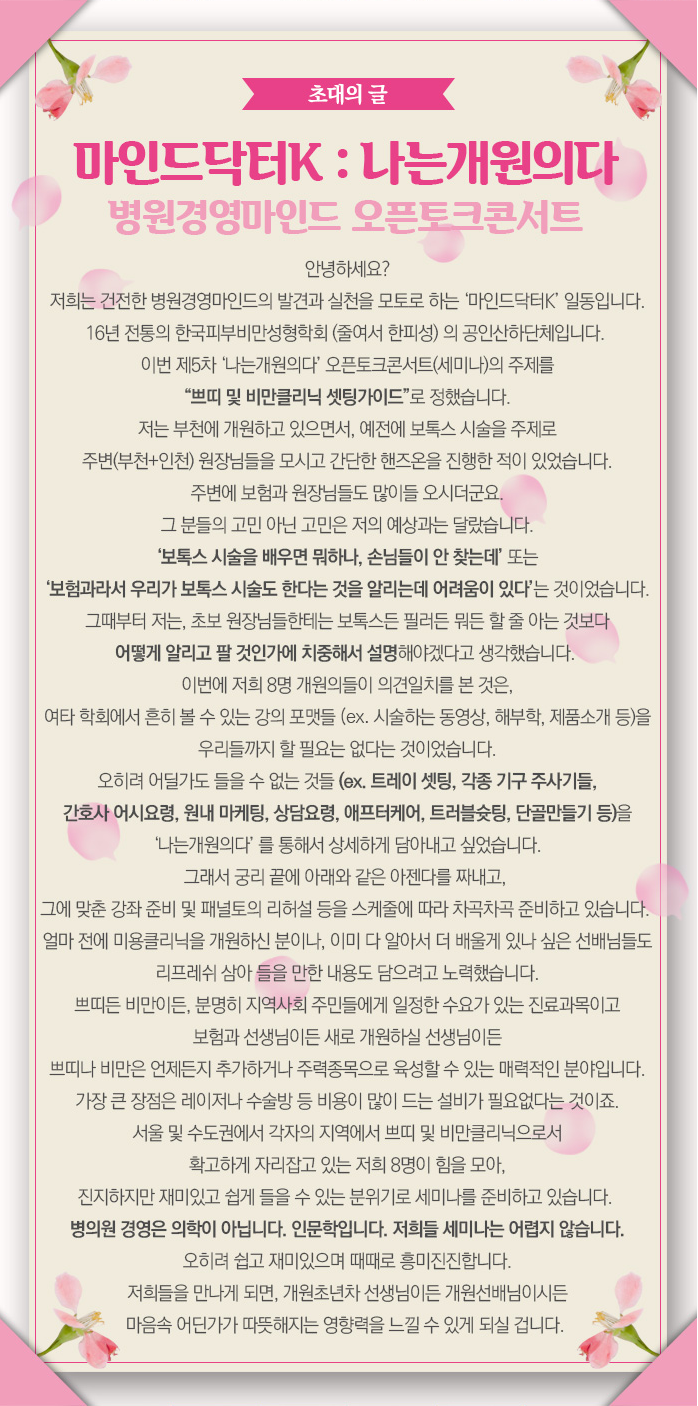 초대의 글
마인드닥터K : 나는개원의다
병원경영마인드 오픈토크콘서트
안녕하세요?
저희는 건전한 병원경영마인드의 발견과 실천을 모토로 하는 ‘마인드닥터K’ 일동입니다.
16년 전통의 한국피부비만성형학회 (줄여서 한피성) 의 공인산하단체입니다.
이번 제5차 ‘나는개원의다’ 오픈토크콘서트(세미나)의 주제를
“쁘띠 및 비만클리닉 셋팅가이드”로 정했습니다.
저는 부천에 개원하고 있으면서, 예전에 보톡스 시술을 주제로
주변(부천+인천) 원장님들을 모시고 간단한 핸즈온을 진행한 적이 있었습니다.
주변에 보험과 원장님들도 많이들 오시더군요.
그 분들의 고민 아닌 고민은 저의 예상과는 달랐습니다.
‘보톡스 시술을 배우면 뭐하나, 손님들이 안 찾는데’ 또는
‘보험과라서 우리가 보톡스 시술도 한다는 것을 알리는데 어려움이 있다’는 것이었습니다.
그때부터 저는, 초보 원장님들한테는 보톡스든 필러든 뭐든 할 줄 아는 것보다
어떻게 알리고 팔 것인가에 치중해서 설명해야겠다고 생각했습니다.
이번에 저희 8명 개원의들이 의견일치를 본 것은,
여타 학회에서 흔히 볼 수 있는 강의 포맷들 (ex. 시술하는 동영상, 해부학, 제품소개 등)을
우리들까지 할 필요는 없다는 것이었습니다.
오히려 어딜가도 들을 수 없는 것들 (ex. 트레이 셋팅, 각종 기구 주사기들,
간호사 어시요령, 원내 마케팅, 상담요령, 애프터케어, 트러블슛팅, 단골만들기 등)을
‘나는개원의다’ 를 통해서 상세하게 담아내고 싶었습니다.
그래서 궁리 끝에 아래와 같은 아젠다를 짜내고,
그에 맞춘 강좌 준비 및 패널토의 리허설 등을 스케줄에 따라 차곡차곡 준비하고 있습니다.
얼마 전에 미용클리닉을 개원하신 분이나, 이미 다 알아서 더 배울게 있나 싶은 선배님들도
리프레쉬 삼아 들을 만한 내용도 담으려고 노력했습니다.
쁘띠든 비만이든, 분명히 지역사회 주민들에게 일정한 수요가 있는 진료과목이고
보험과 선생님이든 새로 개원하실 선생님이든
쁘띠나 비만은 언제든지 추가하거나 주력종목으로 육성할 수 있는 매력적인 분야입니다.
가장 큰 장점은 레이저나 수술방 등 비용이 많이 드는 설비가 필요없다는 것이죠.
서울 및 수도권에서 각자의 지역에서 쁘띠 및 비만클리닉으로서
확고하게 자리잡고 있는 저희 8명이 힘을 모아,
진지하지만 재미있고 쉽게 들을 수 있는 분위기로 세미나를 준비하고 있습니다.
병의원 경영은 의학이 아닙니다. 인문학입니다. 저희들 세미나는 어렵지 않습니다.
오히려 쉽고 재미있으며 때때로 흥미진진합니다.
저희들을 만나게 되면, 개원초년차 선생님이든 개원선배님이시든
마음속 어딘가가 따뜻해지는 영향력을 느낄 수 있게 되실 겁니다.